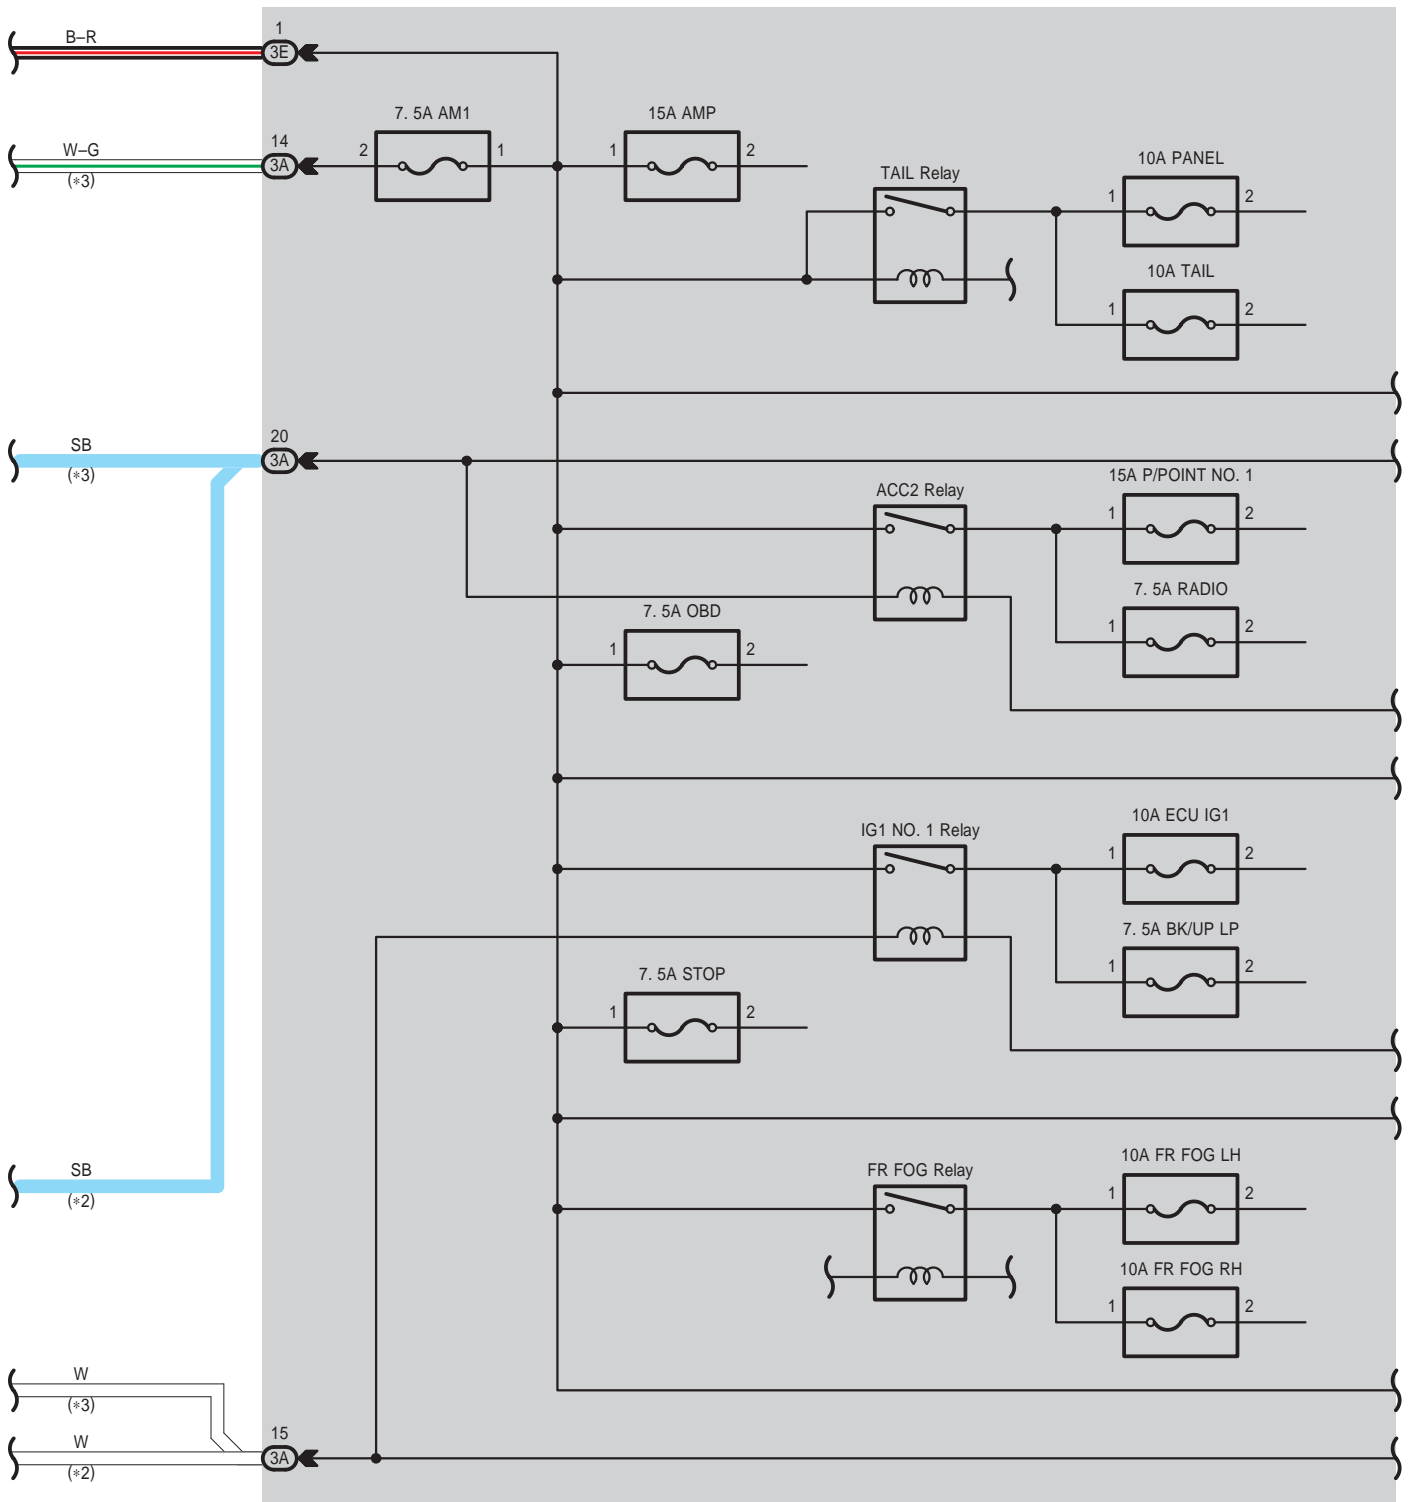 1
B–R
3E
7. 5A AM1
15A AMP
14
2 1 1 2
W–G
3A
(∗3)
10A PANEL
TAIL Relay
1 2
10A TAIL
1 2
20
SB
3A
(∗3)
15A P/POINT NO. 1
ACC2 Relay
1 2
7. 5A RADIO
7. 5A OBD
1 2
1 2
10A ECU IG1
IG1 NO. 1 Relay
1 2
7. 5A BK/UP LP
1 2
7. 5A STOP
1 2
10A FR FOG LH
SB
FR FOG Relay
1 2
(∗2)
10A FR FOG RH
1 2
W
(∗3)
15
W
3A
(∗2)